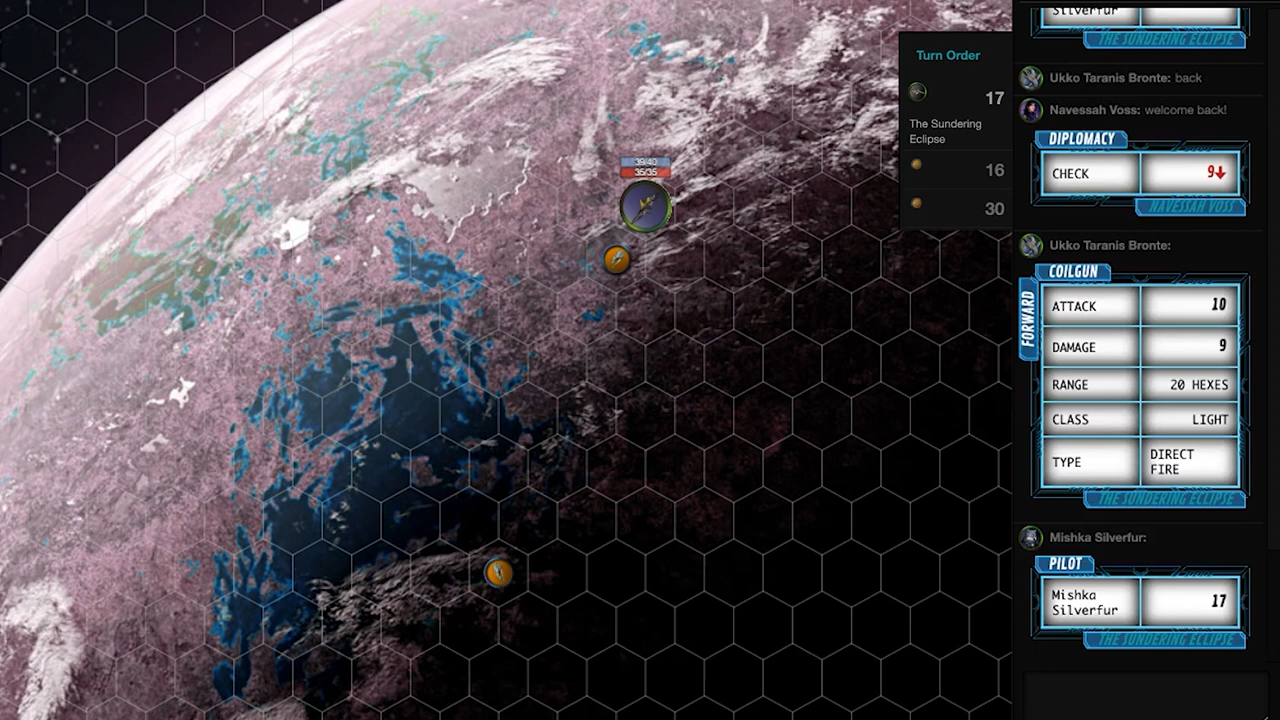 39/40
35/35
Turn Order
17
The Sundering
Eclipse
16
30
Silverfur
THE SUNDERING ECLIPSE
Ukko Taranis Bronte: back
Navessah Voss: welcome back!
DIPLOMACY
CHECK 9
NAVESSAH VOSS
Ukko Taranis Bronte:
COILGUN
FORWARD
ATTACK 10
DAMAGE 9
RANGE 20 HEXES
CLASS LIGHT
TYPE DIRECT
FIRE
THE SUNDERING ECLIPSE
Mishka Silverfur:
PILOT
Mishka
Silverfur 17
THE SUNDERING ECLIPSE